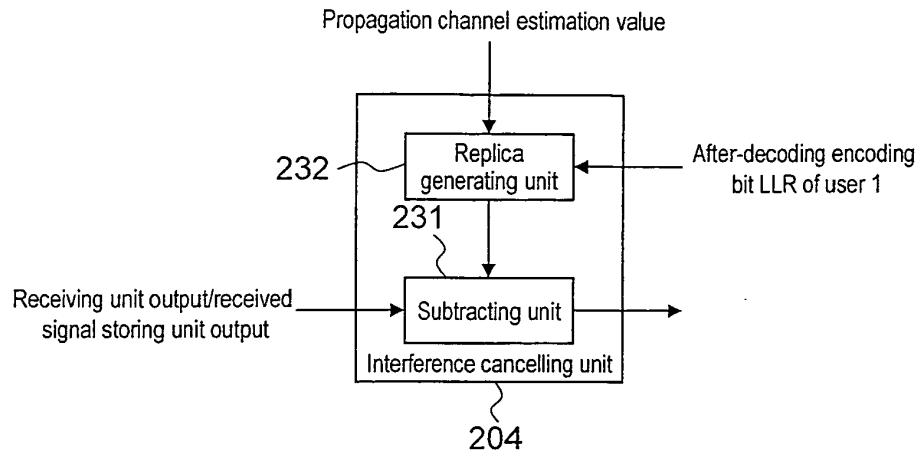 Propagation channel estimation value
232
Replica
generating unit
After-decoding encoding
bit LLR of user 1
231
Receiving unit output/received
signal storing unit output
Subtracting unit
Interference cancelling unit
204